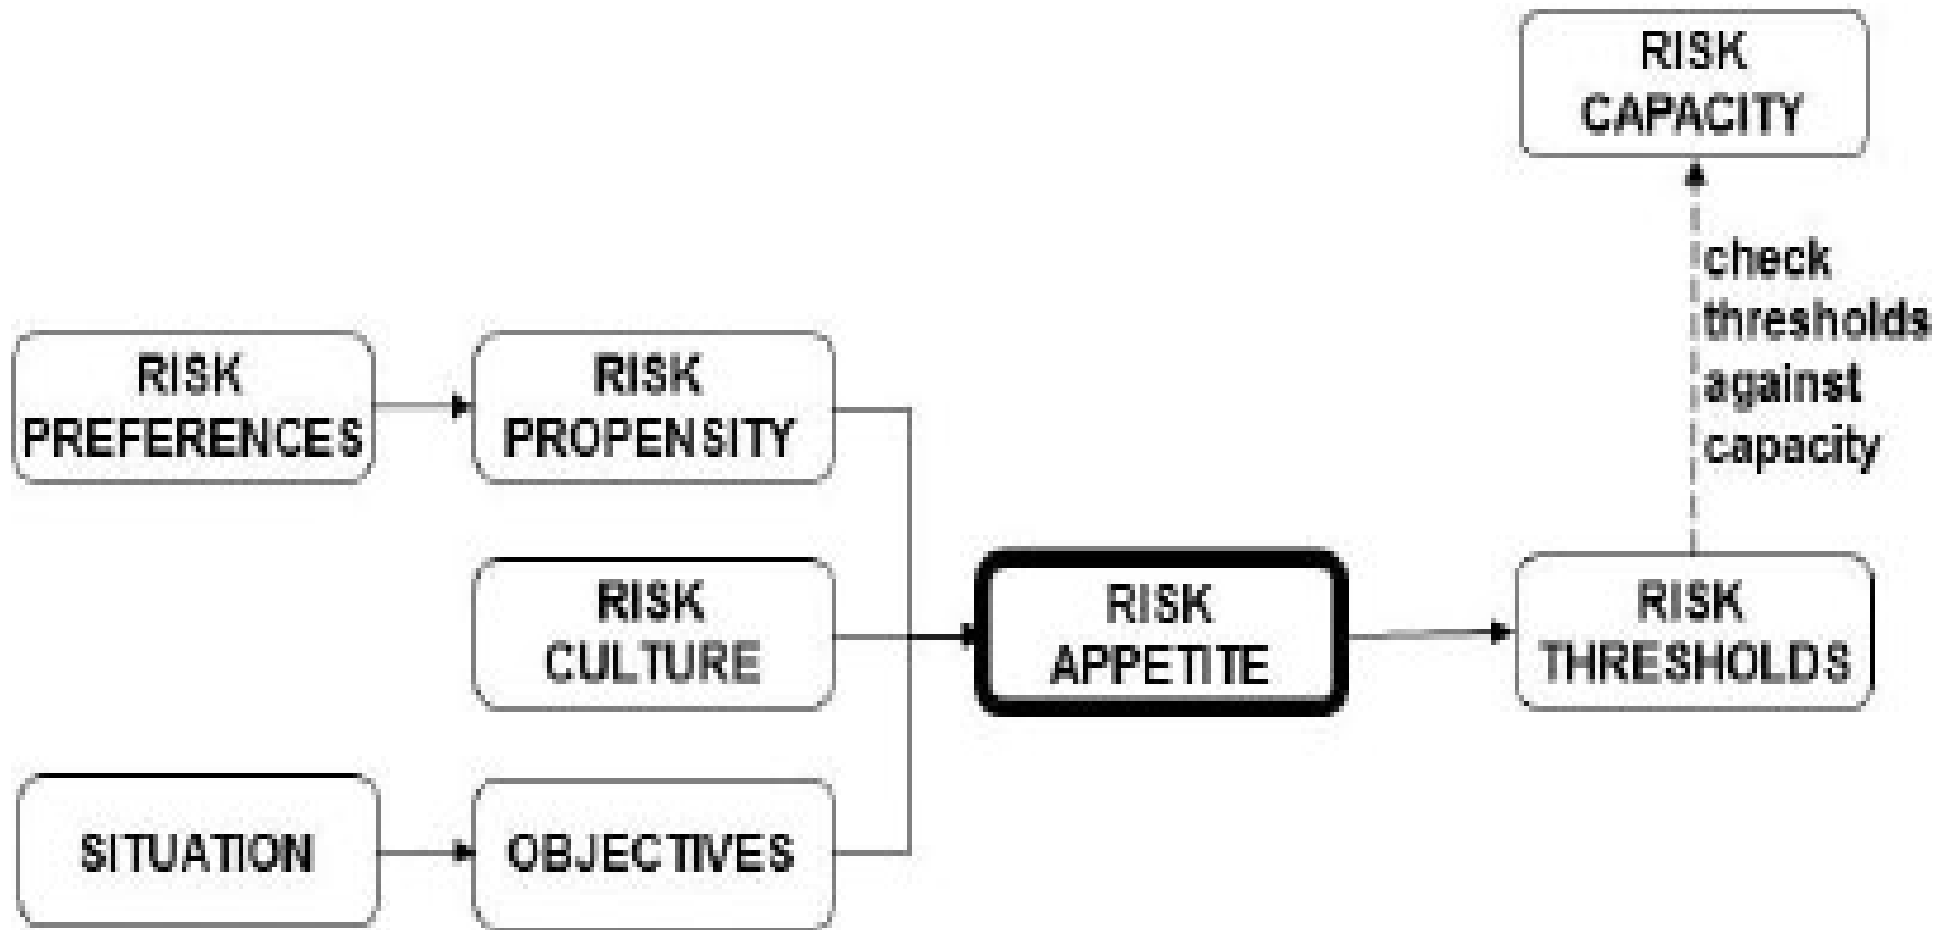 RISK
CAPACITY
check
thresholds
against
capacity
RISK
PREFERENCES
RISK
PROPENSITY
RISK
CULTURE
RISK
APPETITE
RISK
THRESHOLDS
SITUATION
OBJECTIVES